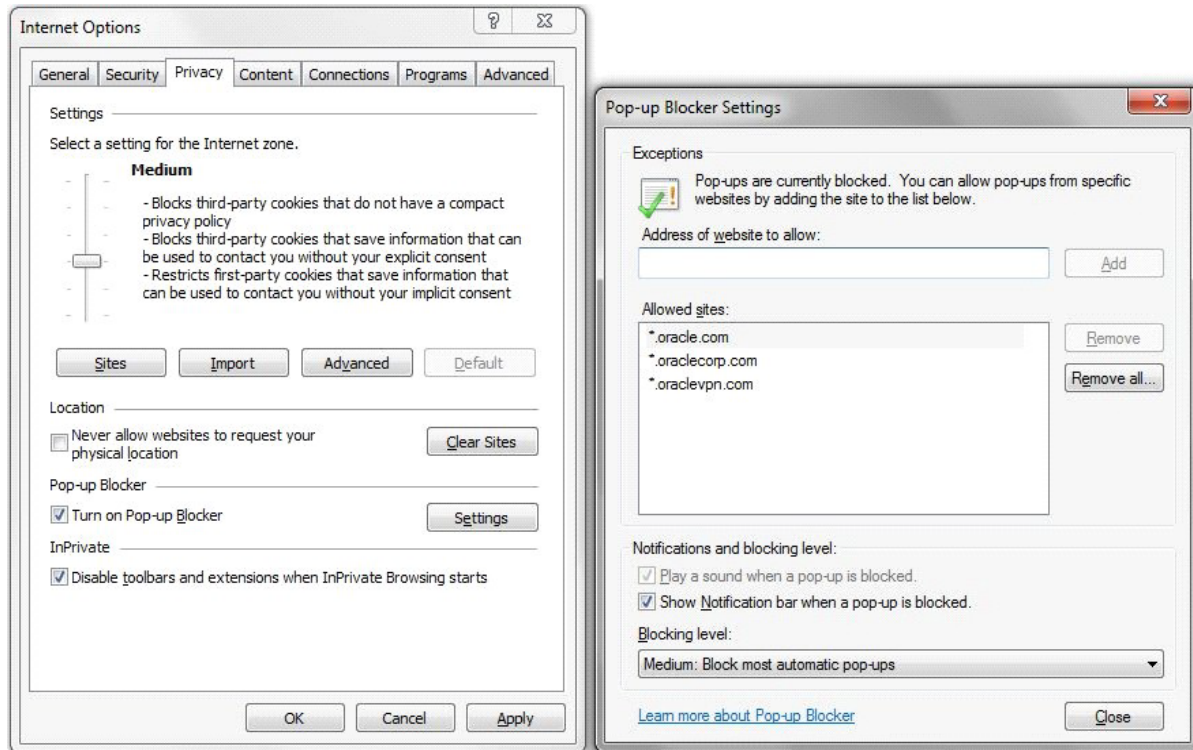 Internet Options
General Security Privacy Content Connections Programs Advanced
Settings
Select a setting for the Internet zone.
Medium
- Blocks third-party cookies that do not have a compact
privacy policy
- Blocks third-party cookies that save information that can
be used to contact you without your explicit consent
- Restricts first-party cookies that save information that
can be used to contact you without your implicit consent
Sites Import Advanced Default
Location
Never allow websites to request your
physical location
Clear Sites
Pop-up Blocker
Turn on Pop-up Blocker
Settings
InPrivate
Disable toolbars and extensions when InPrivate Browsing starts
OK Cancel Apply
Pop-up Blocker Settings
Exceptions
Pop-ups are currently blocked. You can allow pop-ups from specific
websites by adding the site to the list below.
Address of website to allow:
Add
Allowed sites:
*.oracle.com
*.oraclecorp.com
*.oraclevpn.com
Remove
Remove all...
Notifications and blocking level:
Play a sound when a pop-up is blocked.
Show Notification bar when a pop-up is blocked.
Blocking level:
Medium: Block most automatic pop-ups
Learn more about Pop-up Blocker
Close